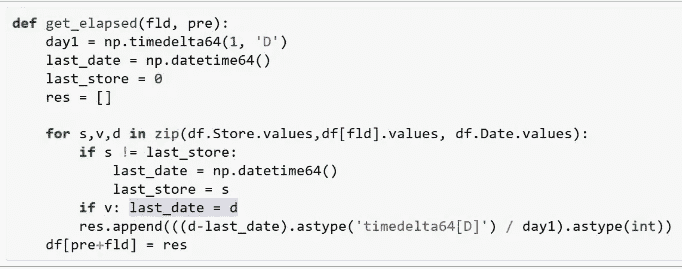 def get_elapsed(fld, pre):
    day1 = np.timedelta64(1, 'D')
    last_date = np.datetime64()
    last_store = 0
    res = []

    for s,v,d in zip(df.Store.values,df[fld].values, df.Date.values):
        if s != last_store:
            last_date = np.datetime64()
            last_store = s
        if v: last_date = d
        res.append(((d-last_date).astype('timedelta64[D]') / day1).astype(int))
    df[pre+fld] = res